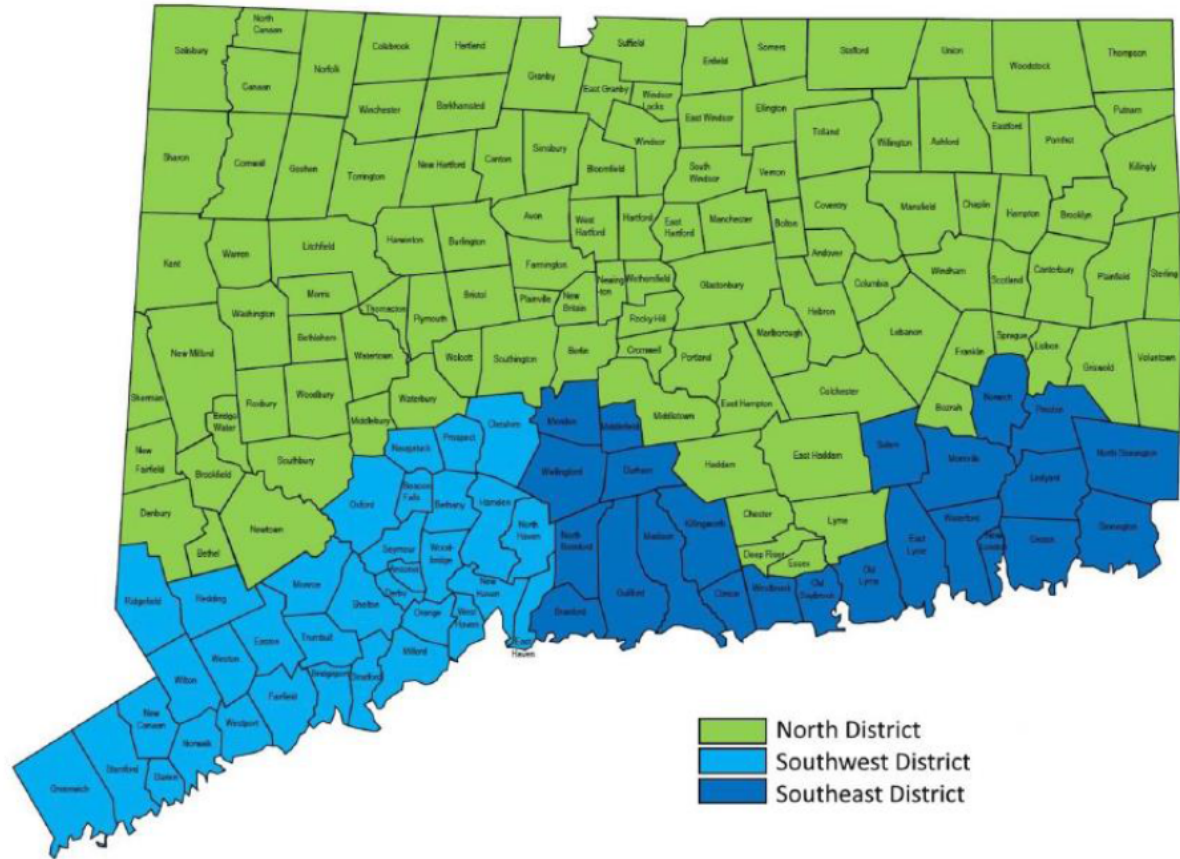 North
Canaan
Salisbury
Canaan
Norfolk
Colebrook
Hartland
Granby
Suffield
East Granby
Windsor
Locks
Enfield
Somers
Stafford
Union
Woodstock
Thompson
Winchester
Barkhamsted
East Windsor
Ellington
Tolland
Willington
Ashford
Eastford
Putnam
Pomfret
Killingly
Sharon
Cornwall
Goshen
Torrington
New Hartford
Canton
Simsbury
Bloomfield
Windsor
South
Windsor
Vernon
Kent
Warren
Litchfield
Harwinton
Burlington
Avon
West
Hartford
Hartford
East
Hartford
Manchester
Bolton
Coventry
Mansfield
Chaplin
Hampton
Brooklyn
Farmington
Andover
Columbia
Windham
Scotland
Canterbury
Plainfield
Sterling
Washington
Morris
Thomaston
Plymouth
Bristol
Plainville
New
Britain
Newing
ton
Wethersfield
Glastonbury
Rocky Hill
Hebron
Marlborough
Lebanon
New Milford
Bethlehem
Watertown
Wolcott
Southington
Berlin
Cromwell
Portland
Franklin
Sprague
Lisbon
Griswold
Voluntown
Sherman
Bridge
Water
Roxbury
Woodbury
Middlebury
Waterbury
Middletown
East Hampton
Colchester
Bozrah
Norwich
Preston
New
Fairfield
Brookfield
Southbury
Naugatuck
Prospect
Cheshire
Meriden
Middlefield
Haddam
East Haddam
Salem
Montville
North Stonington
Danbury
Bethel
Newtown
Oxford
Beacon
Falls
Bethany
Hamden
Wallingford
Durham
Ledyard
North
Haven
Chester
Lyme
Seymour
Wood-
bridge
North
Branford
Madison
Killingworth
Deep River
Essex
East
Lyme
Waterford
New
London
Groton
Stonington
Ridgefield
Redding
Monroe
Shelton
Ansonia
Derby
New
Haven
Orange
West
Haven
East
Haven
Branford
Guilford
Clinton
Westbrook
Old
Saybrook
Old
Lyme
Wilton
Weston
Easton
Trumbull
Milford
Bridgeport
Stratford
Fairfield
New
Canaan
Norwalk
Westport
Greenwich
Stamford
Darien
North District
Southwest District
Southeast District